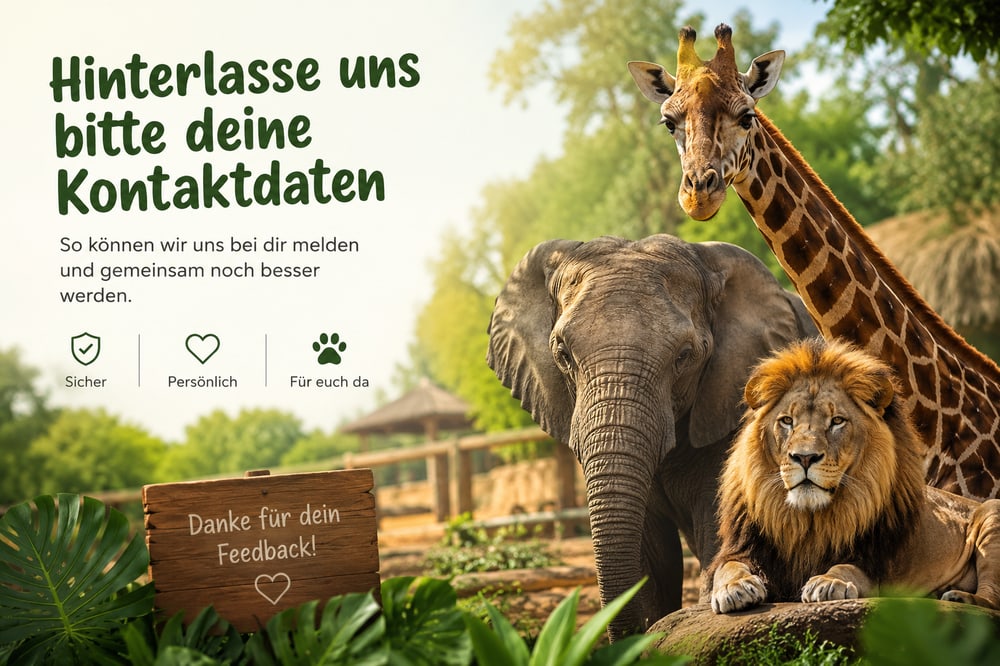 Hinterlasse uns
bitte deine
Kontaktdaten
So können wir uns bei dir melden
und gemeinsam noch besser
werden.
Sicher
Persönlich
Für euch da
Danke für dein
Feedback!